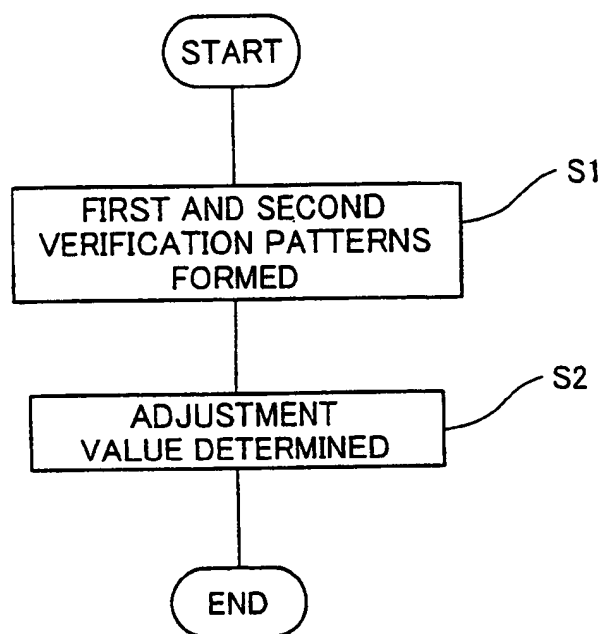 START
S1
FIRST AND SECOND
VERIFICATION PATTERNS
FORMED
S2
ADJUSTMENT
VALUE DETERMINED
END